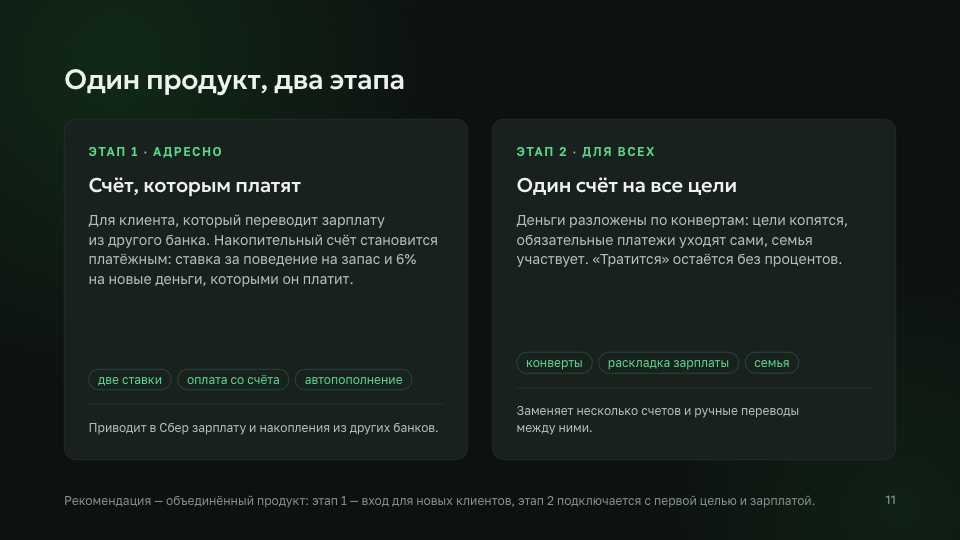 Один продукт, два этапа
ЭТАП 1 · АДРЕСНО
Счёт, которым платят
Для клиента, который переводит зарплату
из другого банка. Накопительный счёт становится
платёжным: ставка за поведение на запас и 6%
на новые деньги, которыми он платит.
две ставки
оплата со счёта
автопополнение
Приводит в Сбер зарплату и накопления из других банков.
ЭТАП 2 · ДЛЯ ВСЕХ
Один счёт на все цели
Деньги разложены по конвертам: цели копятся,
обязательные платежи уходят сами, семья
участвует. «Тратится» остаётся без процентов.
конверты
раскладка зарплаты
семья
Заменяет несколько счетов и ручные переводы
между ними.
Рекомендация — объединённый продукт: этап 1 — вход для новых клиентов, этап 2 подключается с первой целью и зарплатой.
11